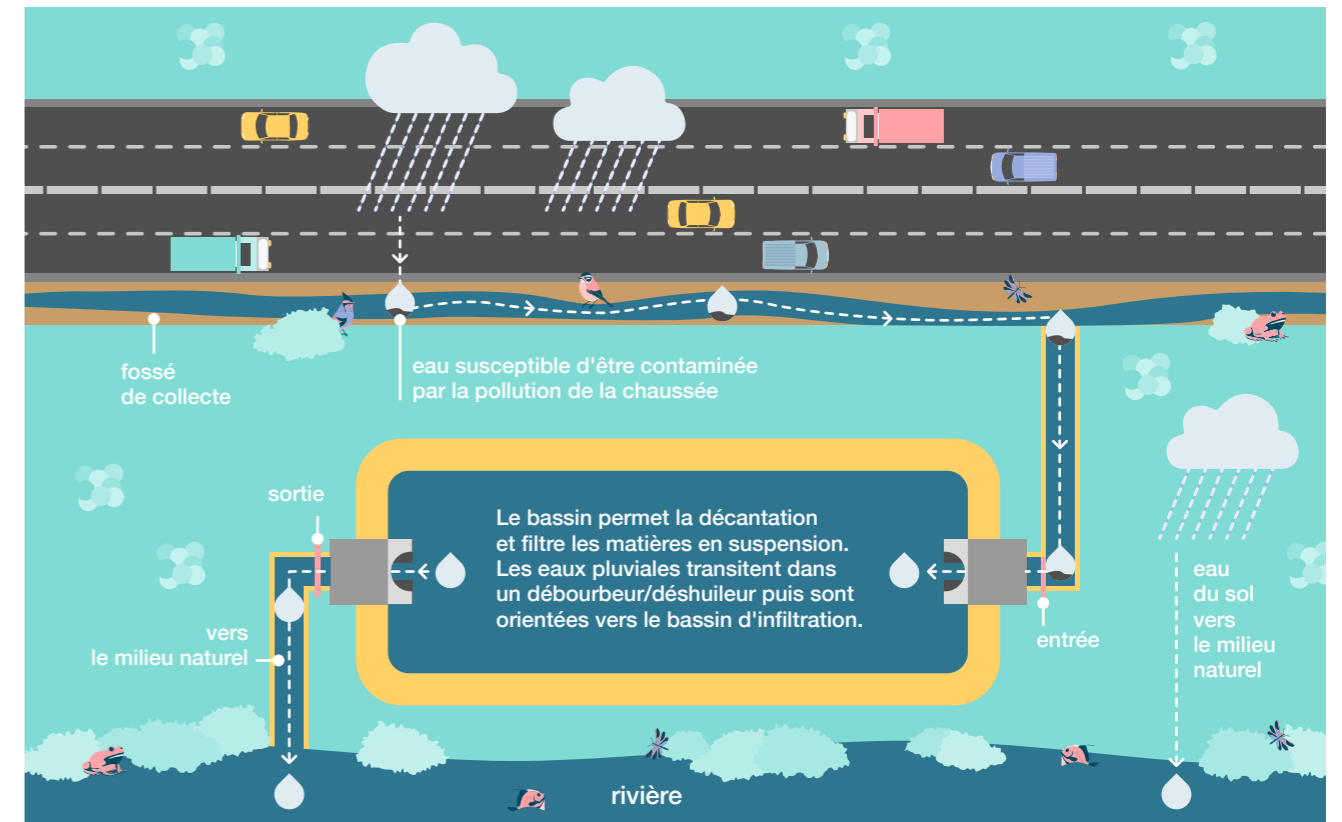 fossé
de collecte
eau susceptible d'être contaminée
par la pollution de la chaussée
sortie
Le bassin permet la décantation
et filtre les matières en suspension.
Les eaux pluviales transitent dans
un débourbeur/déshuileur puis sont
orientées vers le bassin d'infiltration.
entrée
eau
du sol
vers
le milieu
naturel
vers
le milieu naturel
rivière